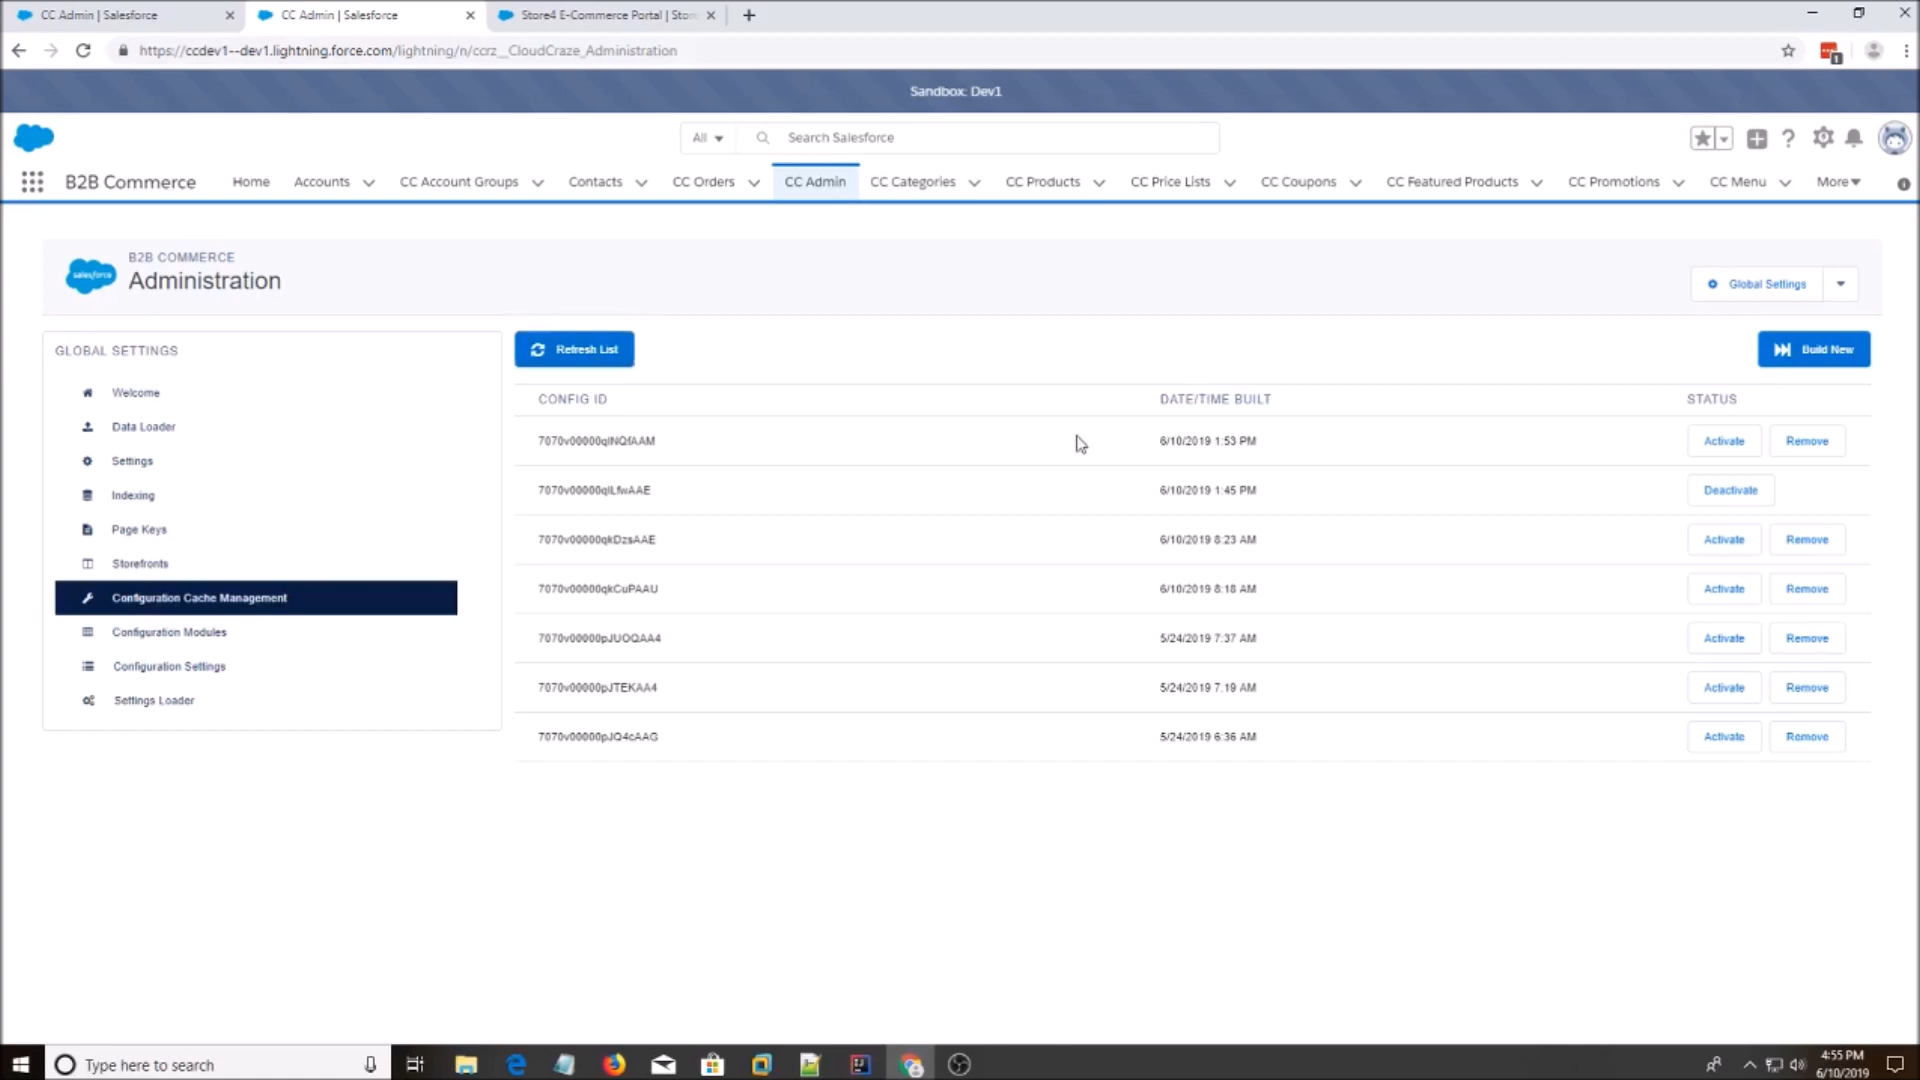 CC Admin | Salesforce
CC Admin | Salesforce
Store4 E-Commerce Portal | Stor
https://ccdev1--dev1.lightning.force.com/lightning/n/ccrz__CloudCraze_Administration
1
Sandbox: Dev1
All
Search Salesforce
B2B Commerce
Home
Accounts
CC Account Groups
Contacts
CC Orders
CC Admin
CC Categories
CC Products
CC Price Lists
CC Coupons
CC Featured Products
CC Promotions
CC Menu
More
salesforce
B2B COMMERCE
Administration
Global Settings
GLOBAL SETTINGS
Welcome
Data Loader
Settings
Indexing
Page Keys
Storefronts
Configuration Cache Management
Configuration Modules
Configuration Settings
Settings Loader
Refresh List
Build New
CONFIG ID DATE/TIME BUILT STATUS
7070v00000qlNQfAAM 6/10/2019 1:53 PM Activate Remove
7070v00000qlLfwAAE 6/10/2019 1:45 PM Deactivate
7070v00000qkDzsAAE 6/10/2019 8:23 AM Activate Remove
7070v00000qkCuPAAU 6/10/2019 8:18 AM Activate Remove
7070v00000pJUOQAA4 5/24/2019 7:37 AM Activate Remove
7070v00000pJTEKAA4 5/24/2019 7:19 AM Activate Remove
7070v00000pJQ4cAAG 5/24/2019 6:36 AM Activate Remove
Type here to search
4:55 PM
6/10/2019